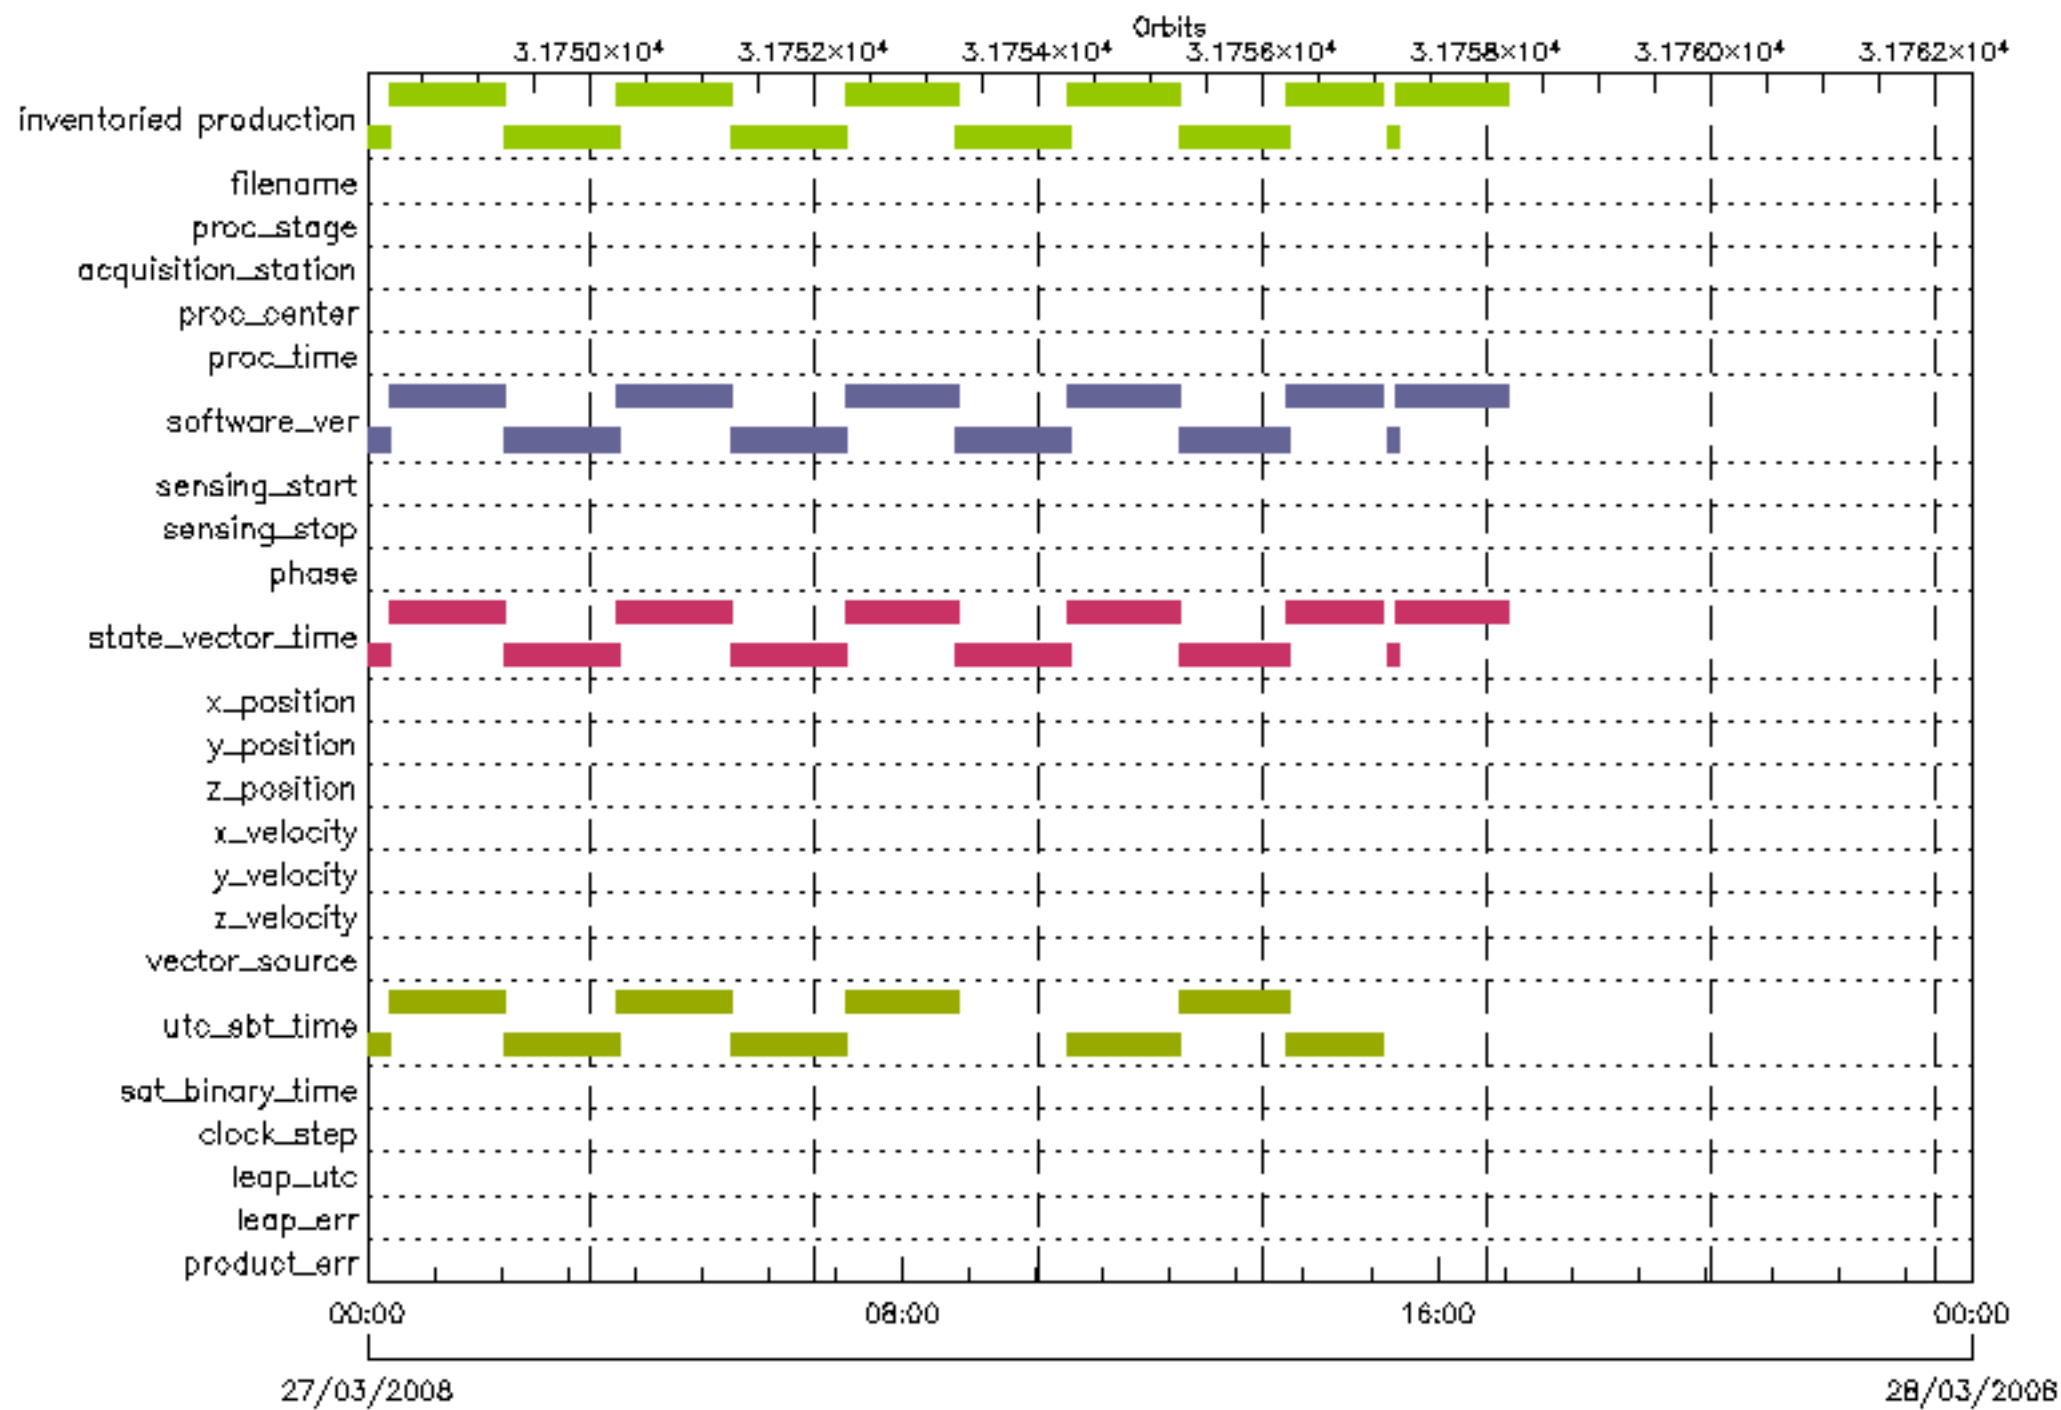 Orbits
3.1750×10⁴ 3.1752×10⁴ 3.1754×10⁴ 3.1756×10⁴ 3.1758×10⁴ 3.1760×10⁴ 3.1762×10⁴
inventoried production
filename
proc_stage
acquisition_station
proc_center
proc_time
software_ver
sensing_start
sensing_stop
phase
state_vector_time
x_position
y_position
z_position
x_velocity
y_velocity
z_velocity
vector_source
utc_sbt_time
sat_binary_time
clock_step
leap_utc
leap_err
product_err
00:00 08:00 16:00 00:00
27/03/2008 28/03/2008